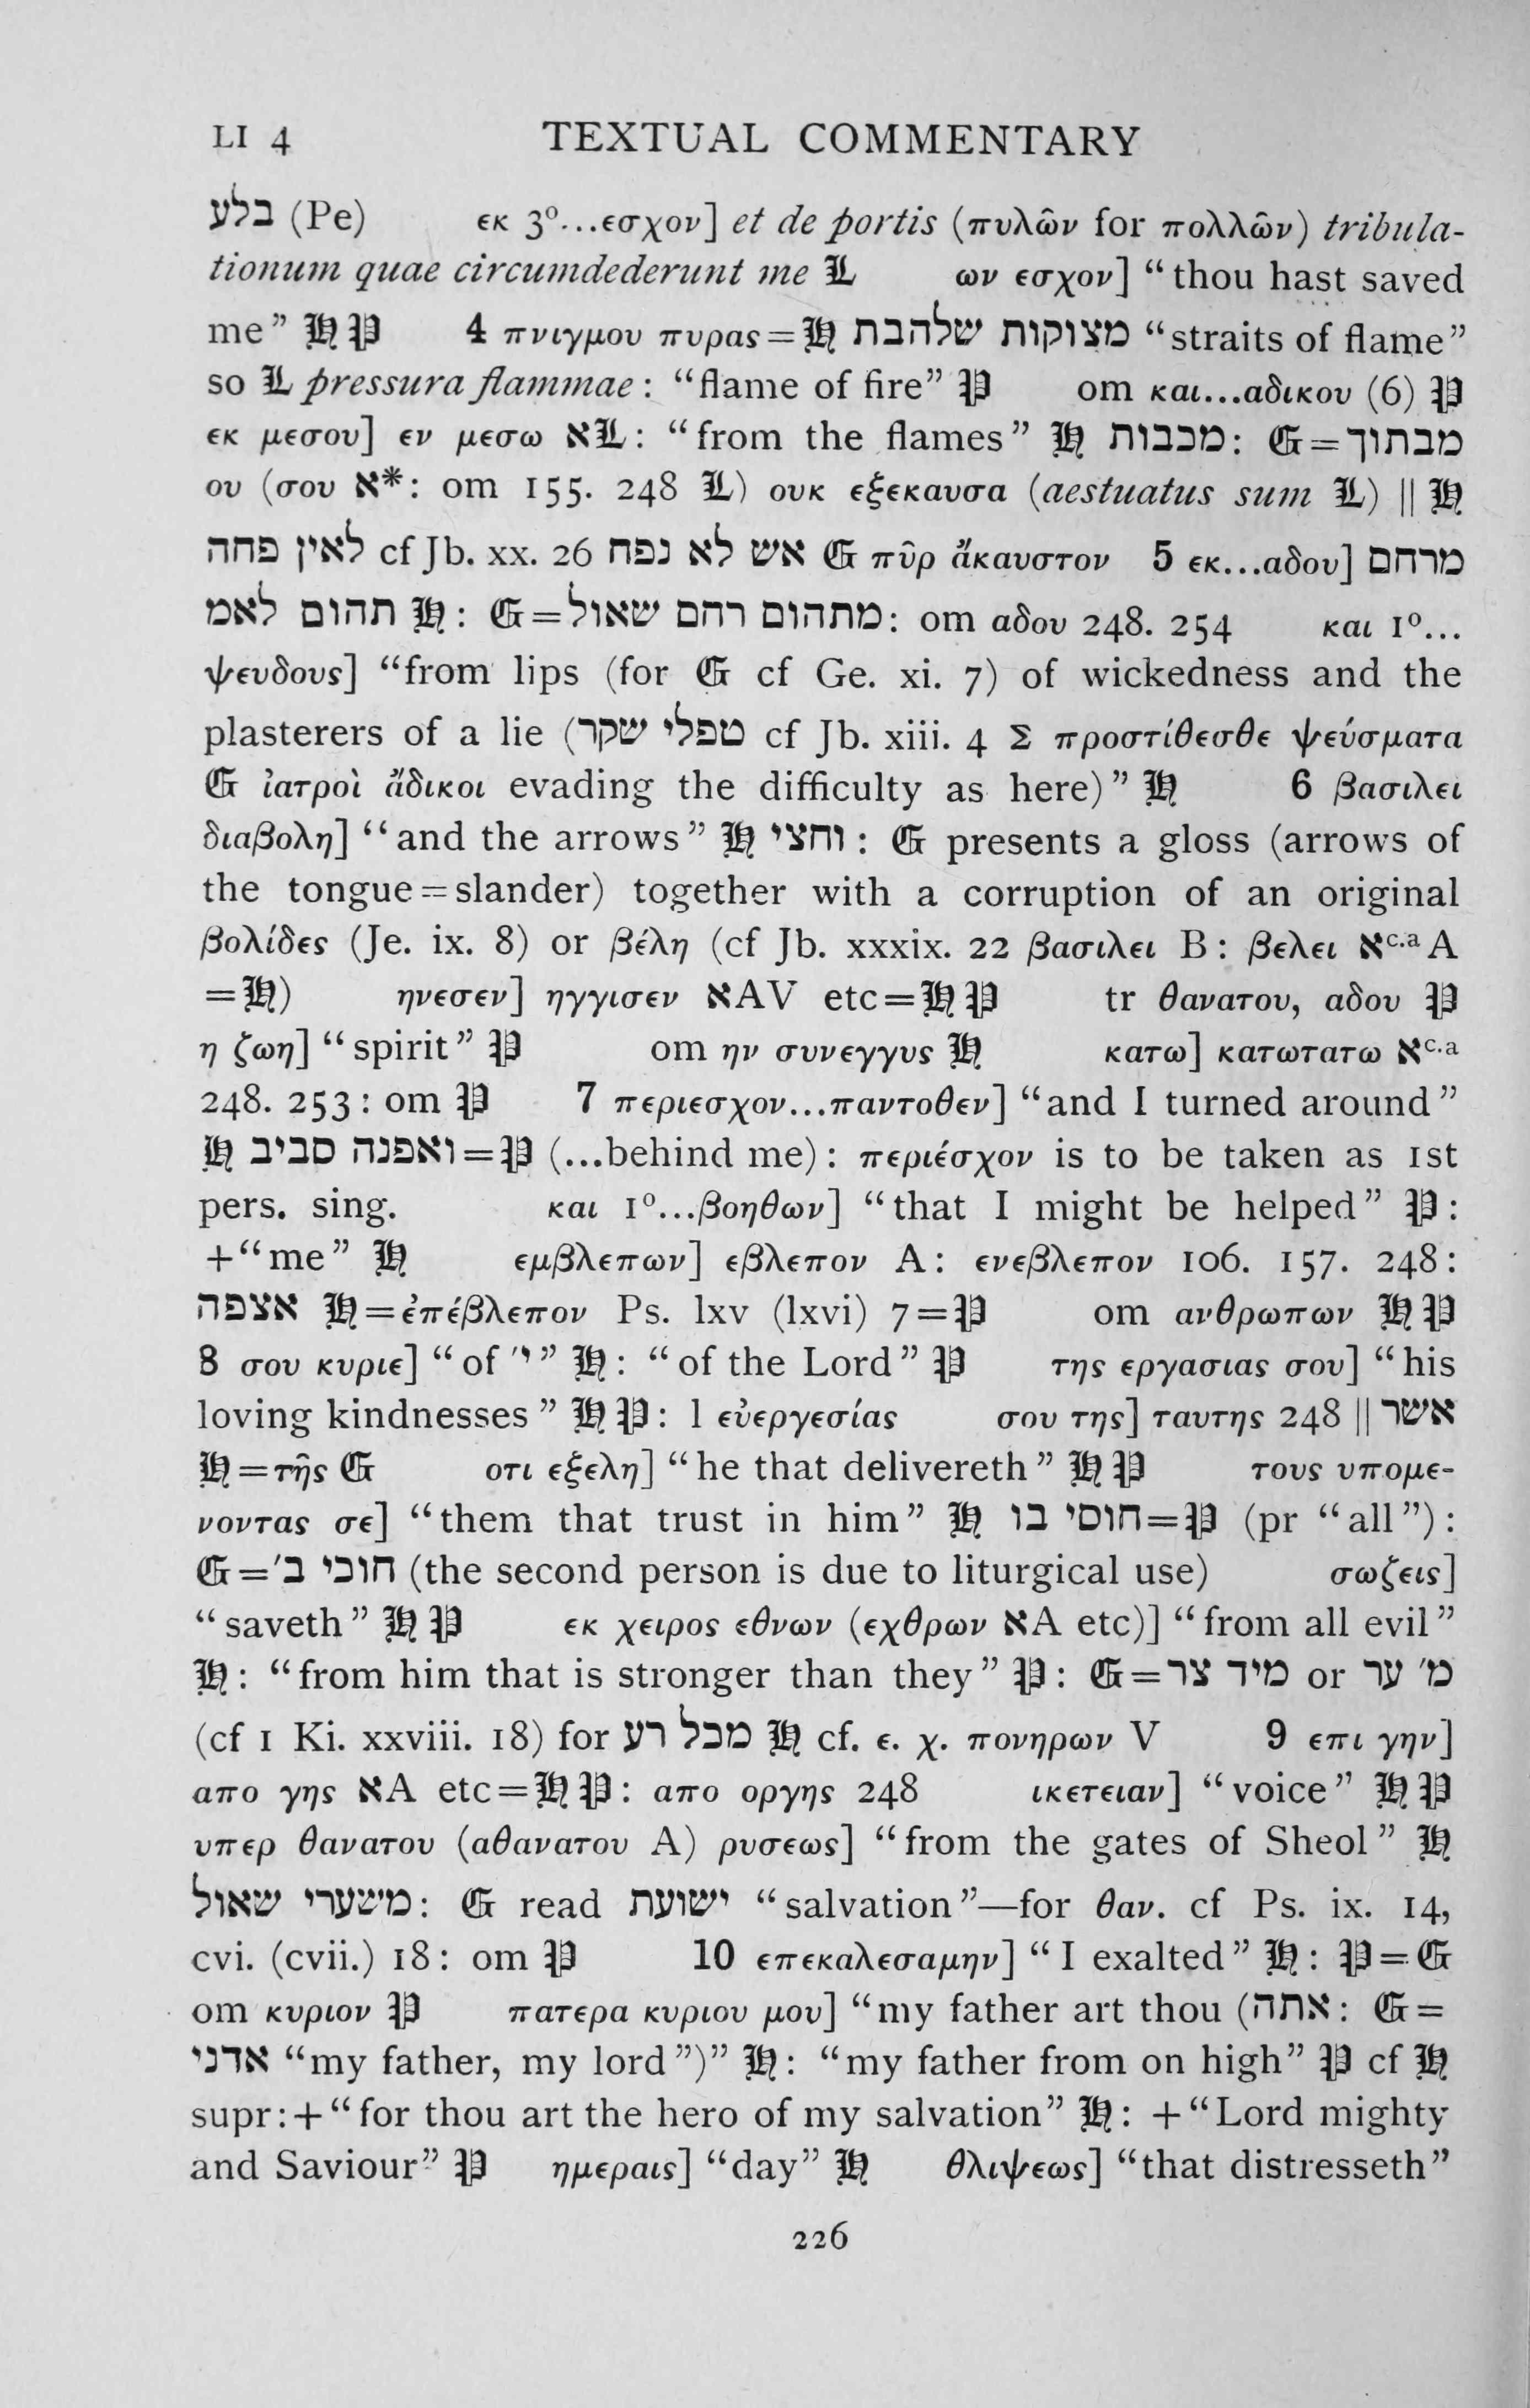 LI 4 TEXTUAL COMMENTARY
בלע (Pe) εκ 3º...εσχον] et de portis (πυλῶν for πολλῶν) tribula-
tionum quae circumdederunt me 𝕷 ων εσχον] “thou hast saved
me” 𝕳 𝕻 4 πνιγμου πυρας = 𝕳 מצוקות שלהבת “straits of flame”
so 𝕷 pressura flammae : “flame of fire” 𝕻 om και...αδικου (6) 𝕻
εκ μεσου] εν μεσω א𝕷 : “from the flames” 𝕳 מכבות : 𝕲 = מבתוך
ου (σου א*: om 155. 248 𝕷) ουκ εξεκαυσα (aestuatus sum 𝕷) || 𝕳
לאין פחה cf Jb. xx. 26 אש לא נפח 𝕲 πῦρ ἄκαυστον 5 εκ...αδου] מרחם
תהום לאמ 𝕳 : 𝕲 = מתהום רחם שאול : om αδου 248. 254 και 1º...
ψευδους] “from lips (for 𝕲 cf Ge. xi. 7) of wickedness and the
plasterers of a lie (טפלי שקר cf Jb. xiii. 4 Σ προστίθεσθε ψεύσματα
𝕲 ἰατροὶ ἄδικοι evading the difficulty as here)” 𝕳 6 βασιλει
διαβολη] “and the arrows” 𝕳 וחצי : 𝕲 presents a gloss (arrows of
the tongue = slander) together with a corruption of an original
βολίδες (Je. ix. 8) or βέλη (cf Jb. xxxix. 22 βασιλει B : βελει אc.a A
= 𝕳) ηνεσεν] ηγγισεν אAV etc = 𝕳 𝕻 tr θανατου, αδου 𝕻
η ζωη] “spirit” 𝕻 om ην συνεγγυς 𝕳 κατω] κατωτατω אc.a
248. 253 : om 𝕻 7 περιεσχον...παντοθεν] “and I turned around”
𝕳 ואפנה סביב = 𝕻 (...behind me) : περιέσχον is to be taken as 1st
pers. sing. και 1º...βοηθων] “that I might be helped” 𝕻 :
+ “me” 𝕳 εμβλεπων] εβλεπον A : ενεβλεπον 106. 157. 248 :
אצפה 𝕳 = ἐπέβλεπον Ps. lxv (lxvi) 7 = 𝕻 om ανθρωπων 𝕳 𝕻
8 σου κυριε] “of י׳” 𝕳 : “of the Lord” 𝕻 της εργασιας σου] “his
loving kindnesses” 𝕳 𝕻 : l εὐεργεσίας σου της] ταυτης 248 || אשר
𝕳 = τῆς 𝕲 οτι εξελη] “he that delivereth” 𝕳 𝕻 τους υπομε-
νοντας σε] “them that trust in him” 𝕳 חוסי בו = 𝕻 (pr “all”) :
𝕲 = חוכי ב׳ (the second person is due to liturgical use) σωζεις]
“saveth” 𝕳 𝕻 εκ χειρος εθνων (εχθρων אA etc)] “from all evil”
𝕳 : “from him that is stronger than they” 𝕻 : 𝕲 = מיד צר or מ׳ ער
(cf 1 Ki. xxviii. 18) for מכל רע 𝕳 cf. ε. χ. πονηρων V 9 επι γην]
απο γης אA etc = 𝕳 𝕻 : απο οργης 248 ικετειαν] “voice” 𝕳 𝕻
υπερ θανατου (αθανατου A) ρυσεως] “from the gates of Sheol” 𝕳
משערי שאול : 𝕲 read ישועת “salvation”—for θαν. cf Ps. ix. 14,
cvi. (cvii.) 18 : om 𝕻 10 επεκαλεσαμην] “I exalted” 𝕳 : 𝕻 = 𝕲
om κυριον 𝕻 πατερα κυριου μου] “my father art thou (אתה : 𝕲 =
אדני “my father, my lord”)” 𝕳 : “my father from on high” 𝕻 cf 𝕳
supr : + “for thou art the hero of my salvation” 𝕳 : + “Lord mighty
and Saviour” 𝕻 ημεραις] “day” 𝕳 θλιψεως] “that distresseth”
226